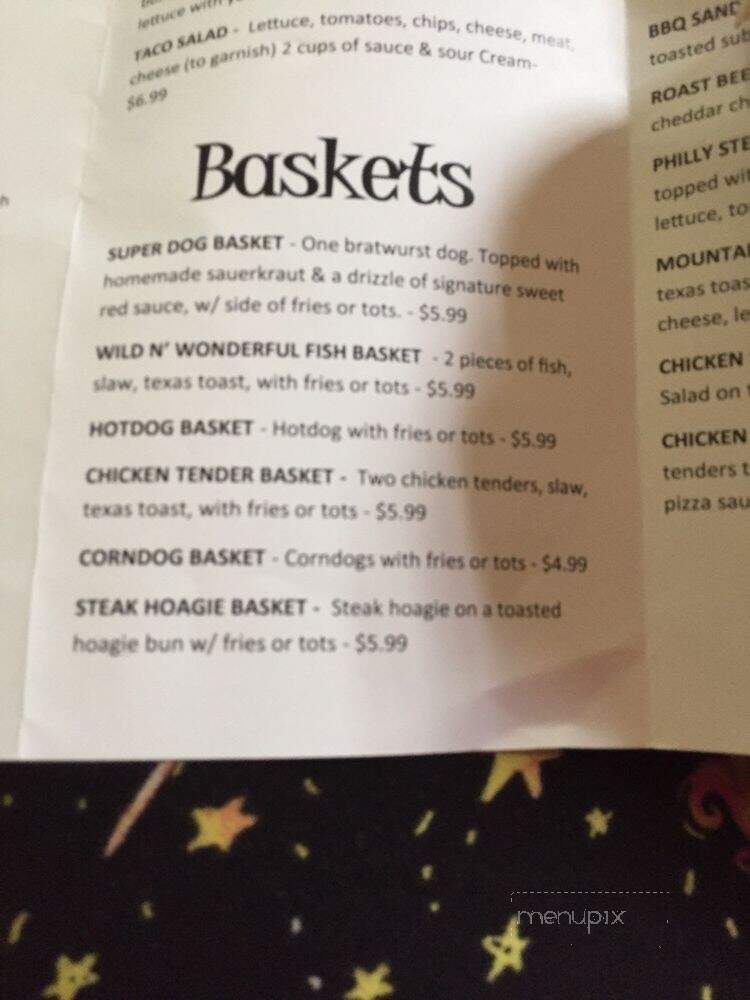 lettuce with
TACO SALAD - Lettuce, tomatoes, chips, cheese, meat,
cheese (to garnish) 2 cups of sauce & sour Cream-
$6.99
Baskets
SUPER DOG BASKET - One bratwurst dog. Topped with
homemade sauerkraut & a drizzle of signature sweet
red sauce, w/ side of fries or tots. - $5.99
WILD N' WONDERFUL FISH BASKET - 2 pieces of fish,
slaw, texas toast, with fries or tots - $5.99
HOTDOG BASKET - Hotdog with fries or tots - $5.99
CHICKEN TENDER BASKET - Two chicken tenders, slaw,
texas toast, with fries or tots - $5.99
CORNDOG BASKET - Corndogs with fries or tots - $4.99
STEAK HOAGIE BASKET - Steak hoagie on a toasted
hoagie bun w/ fries or tots - $5.99
BBQ SAND
toasted sub
ROAST BEE
cheddar ch
PHILLY STE
topped wit
lettuce, to
MOUNTAI
texas toas
cheese, le
CHICKEN
Salad on t
CHICKEN
tenders t
pizza sau
menupix